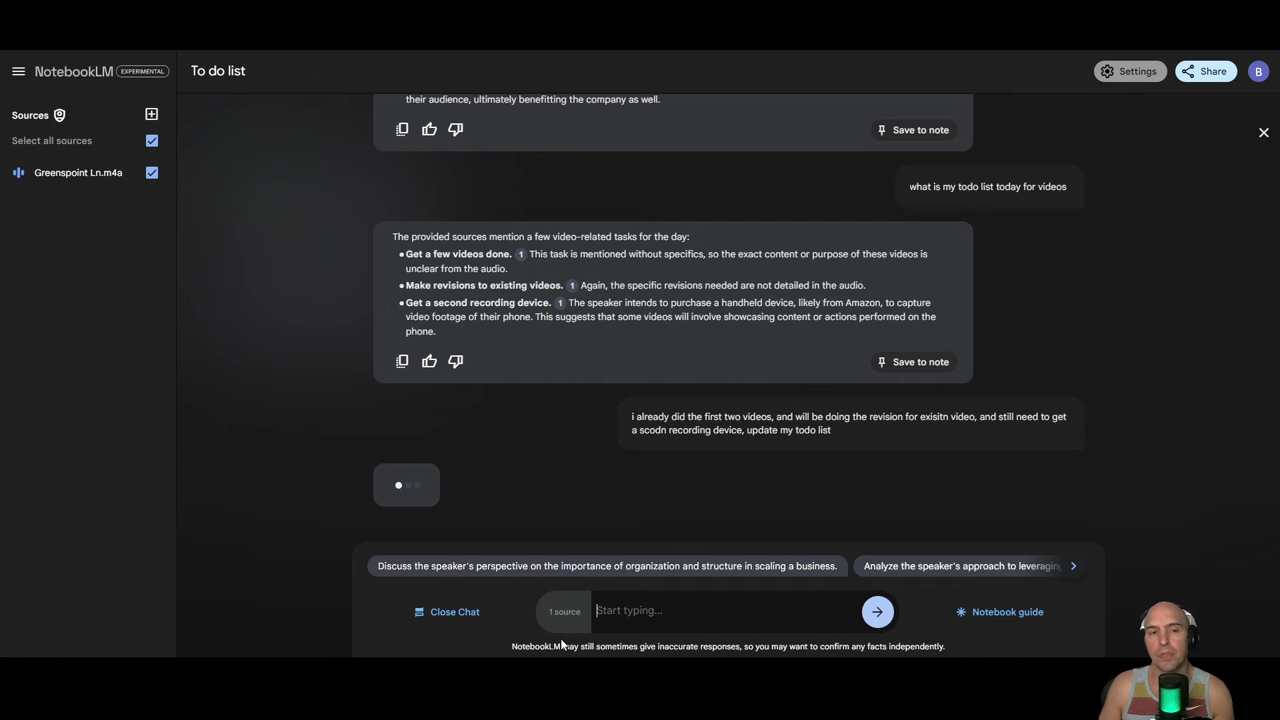 NotebookLM EXPERIMENTAL
To do list
Settings
Share
B
Sources
Select all sources
Greenspoint Ln.m4a
their audience, ultimately benefitting the company as well.
Save to note
what is my todo list today for videos
The provided sources mention a few video-related tasks for the day:
● Get a few videos done. 1 This task is mentioned without specifics, so the exact content or purpose of these videos is
unclear from the audio.
● Make revisions to existing videos. 1 Again, the specific revisions needed are not detailed in the audio.
● Get a second recording device. 1 The speaker intends to purchase a handheld device, likely from Amazon, to capture
video footage of their phone. This suggests that some videos will involve showcasing content or actions performed on the
phone.
Save to note
i already did the first two videos, and will be doing the revision for exisitn video, and still need to get
a scodn recording device, update my todo list
Discuss the speaker's perspective on the importance of organization and structure in scaling a business.
Analyze the speaker's approach to leveraging
Close Chat
1 source
Start typing...
Notebook guide
NotebookLM may still sometimes give inaccurate responses, so you may want to confirm any facts independently.